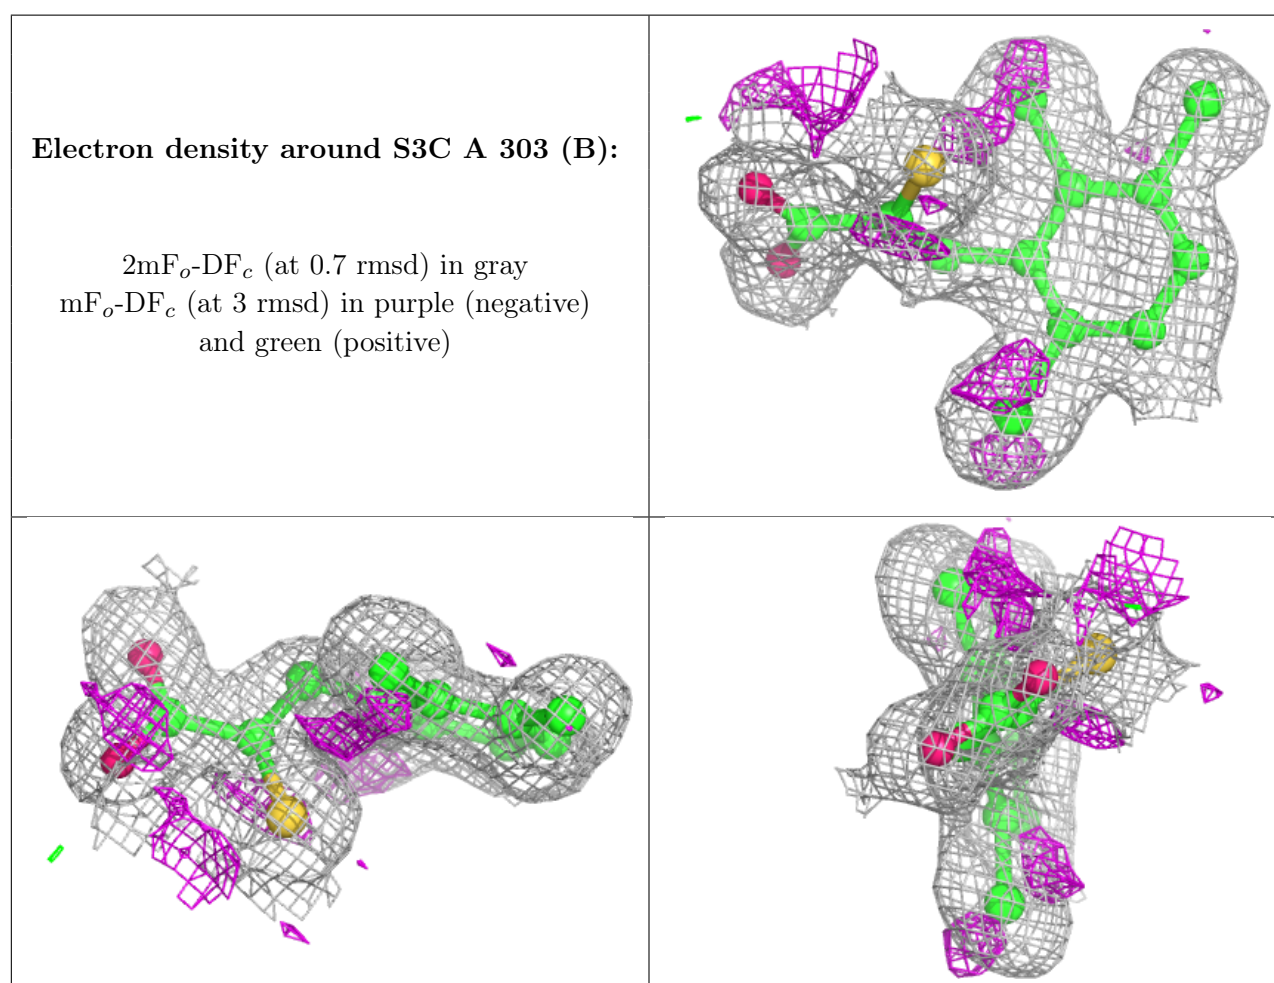 Electron density around S3C A 303 (B):
2mFo-DFc (at 0.7 rmsd) in gray
mFo-DFc (at 3 rmsd) in purple (negative)
and green (positive)